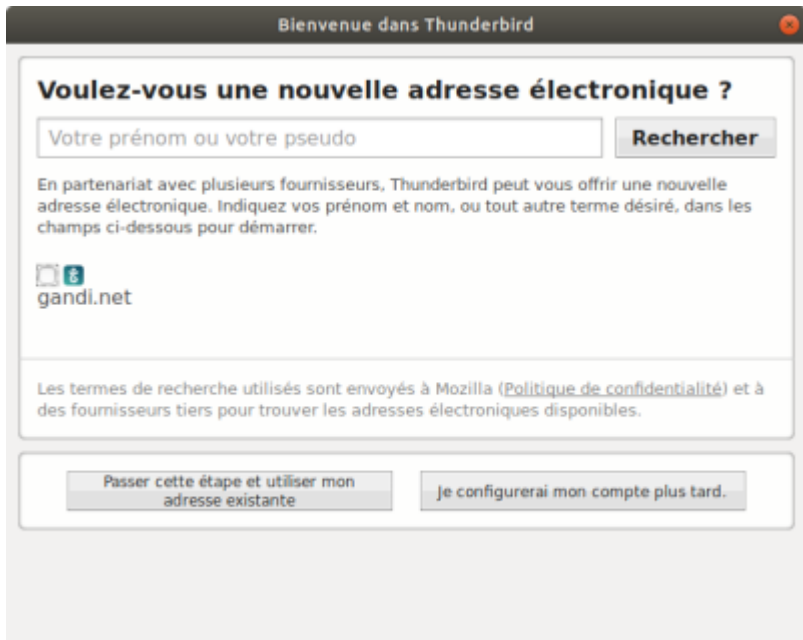 Bienvenue dans Thunderbird
Voulez-vous une nouvelle adresse électronique ?
Votre prénom ou votre pseudo
Rechercher
En partenariat avec plusieurs fournisseurs, Thunderbird peut vous offrir une nouvelle
adresse électronique. Indiquez vos prénom et nom, ou tout autre terme désiré, dans les
champs ci-dessous pour démarrer.
gandi.net
Les termes de recherche utilisés sont envoyés à Mozilla (Politique de confidentialité) et à
des fournisseurs tiers pour trouver les adresses électroniques disponibles.
Passer cette étape et utiliser mon
adresse existante
Je configurerai mon compte plus tard.